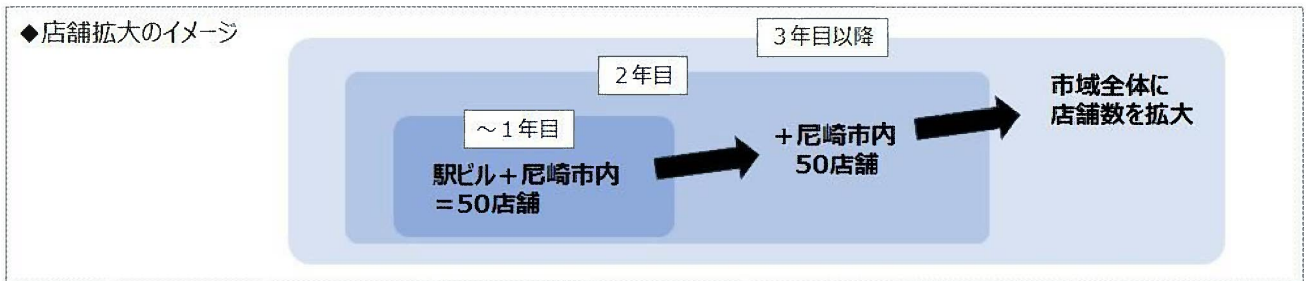 ◆店舗拡大のイメージ
3年目以降
2年目
～1年目
駅ビル＋尼崎市内
＝50店舗
＋尼崎市内
50店舗
市域全体に
店舗数を拡大